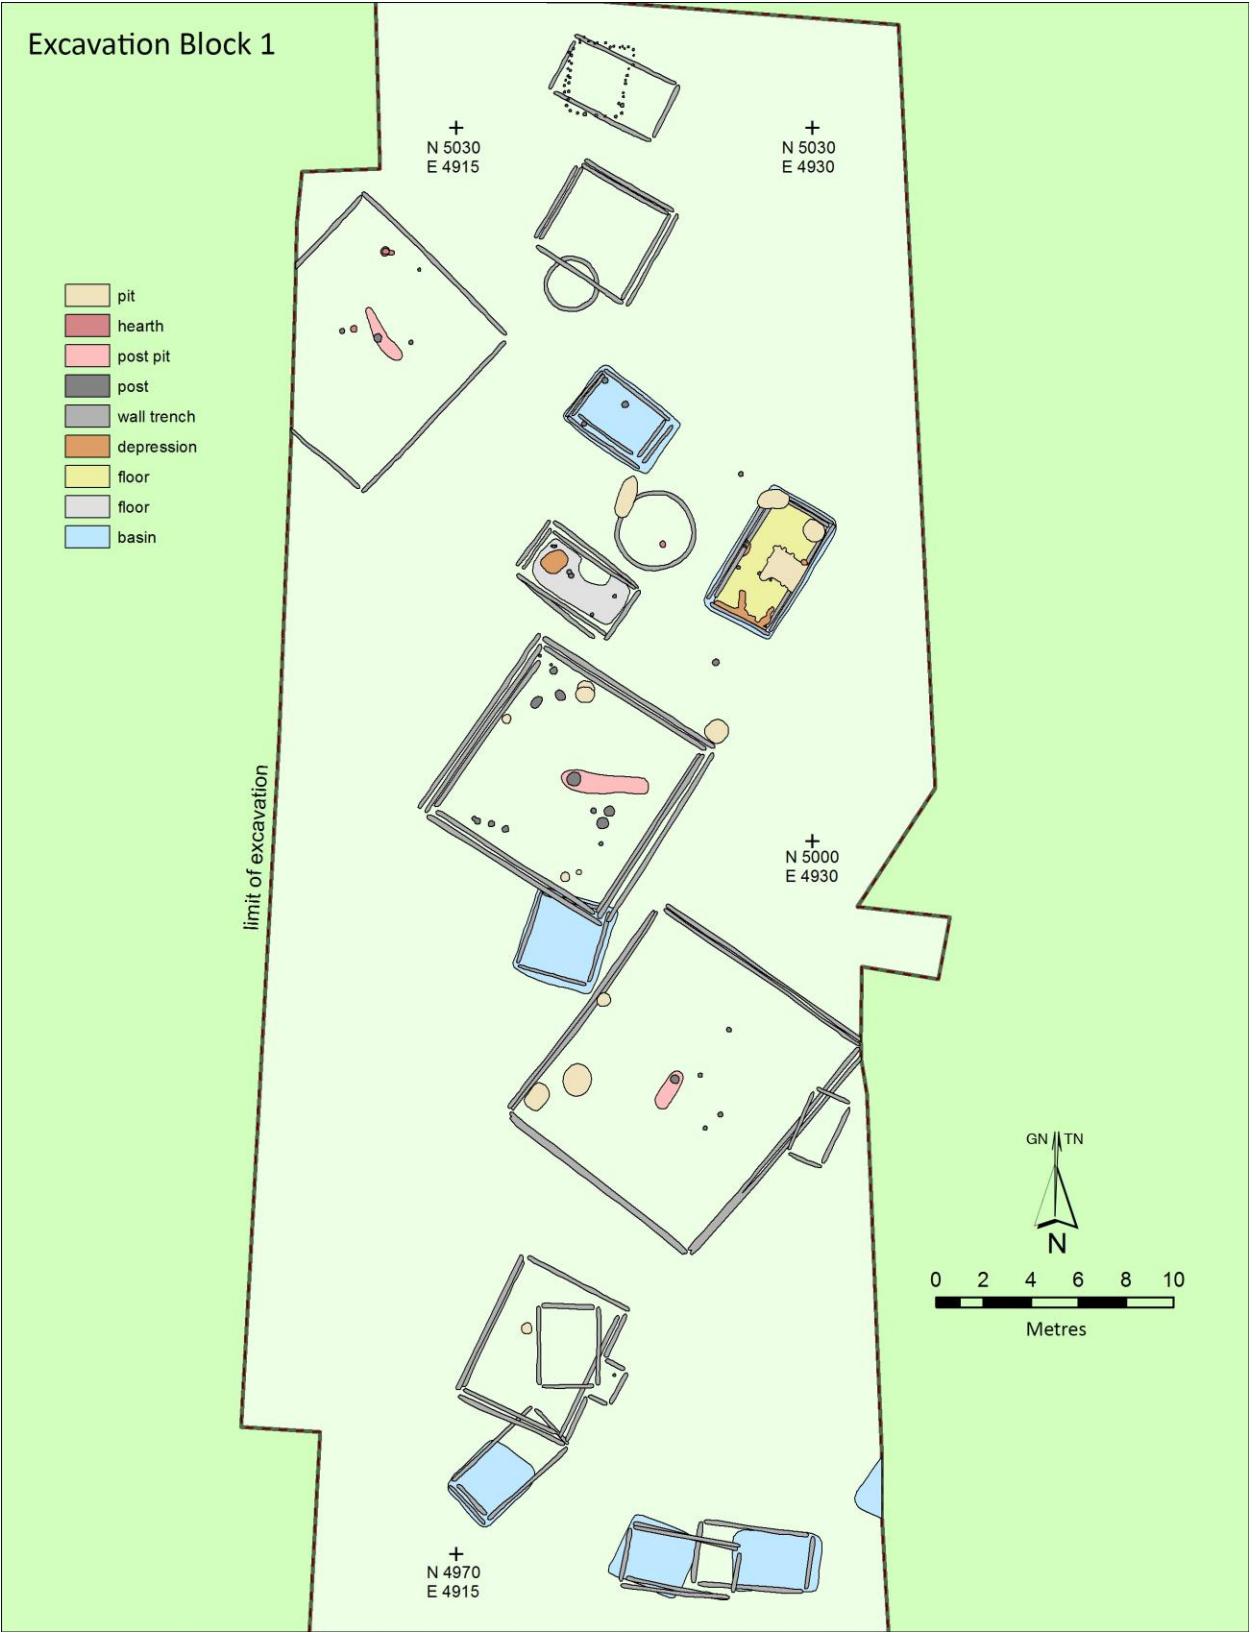 Excavation Block 1
N 5030
E 4915
N 5030
E 4930
pit
hearth
post pit
post
wall trench
depression
floor
floor
basin
limit of excavation
N 5000
E 4930
GN TN
N
0 2 4 6 8 10
Metres
N 4970
E 4915